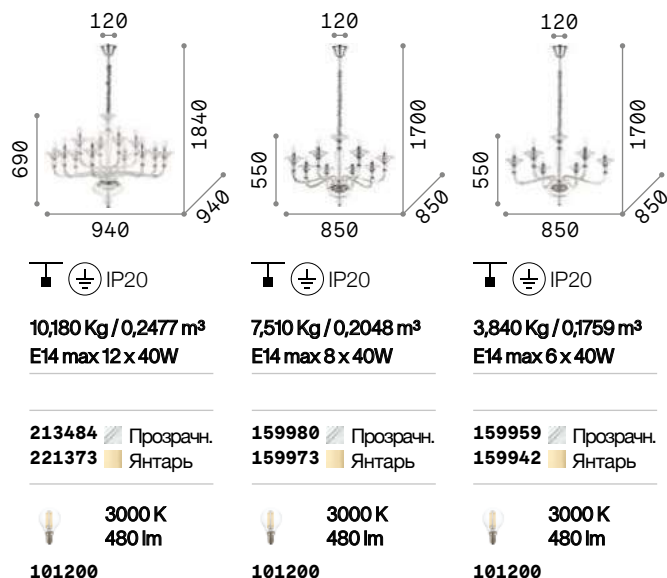 120
690
1840
940
940
IP20
10,180 Kg / 0,2477 m³
E14 max 12 x 40W
213484 Прозрачн.
221373 Янтарь
3000 K
480 lm
101200
120
550
1700
850
850
IP20
7,510 Kg / 0,2048 m³
E14 max 8 x 40W
159980 Прозрачн.
159973 Янтарь
3000 K
480 lm
101200
120
550
1700
850
850
IP20
3,840 Kg / 0,1759 m³
E14 max 6 x 40W
159959 Прозрачн.
159942 Янтарь
3000 K
480 lm
101200